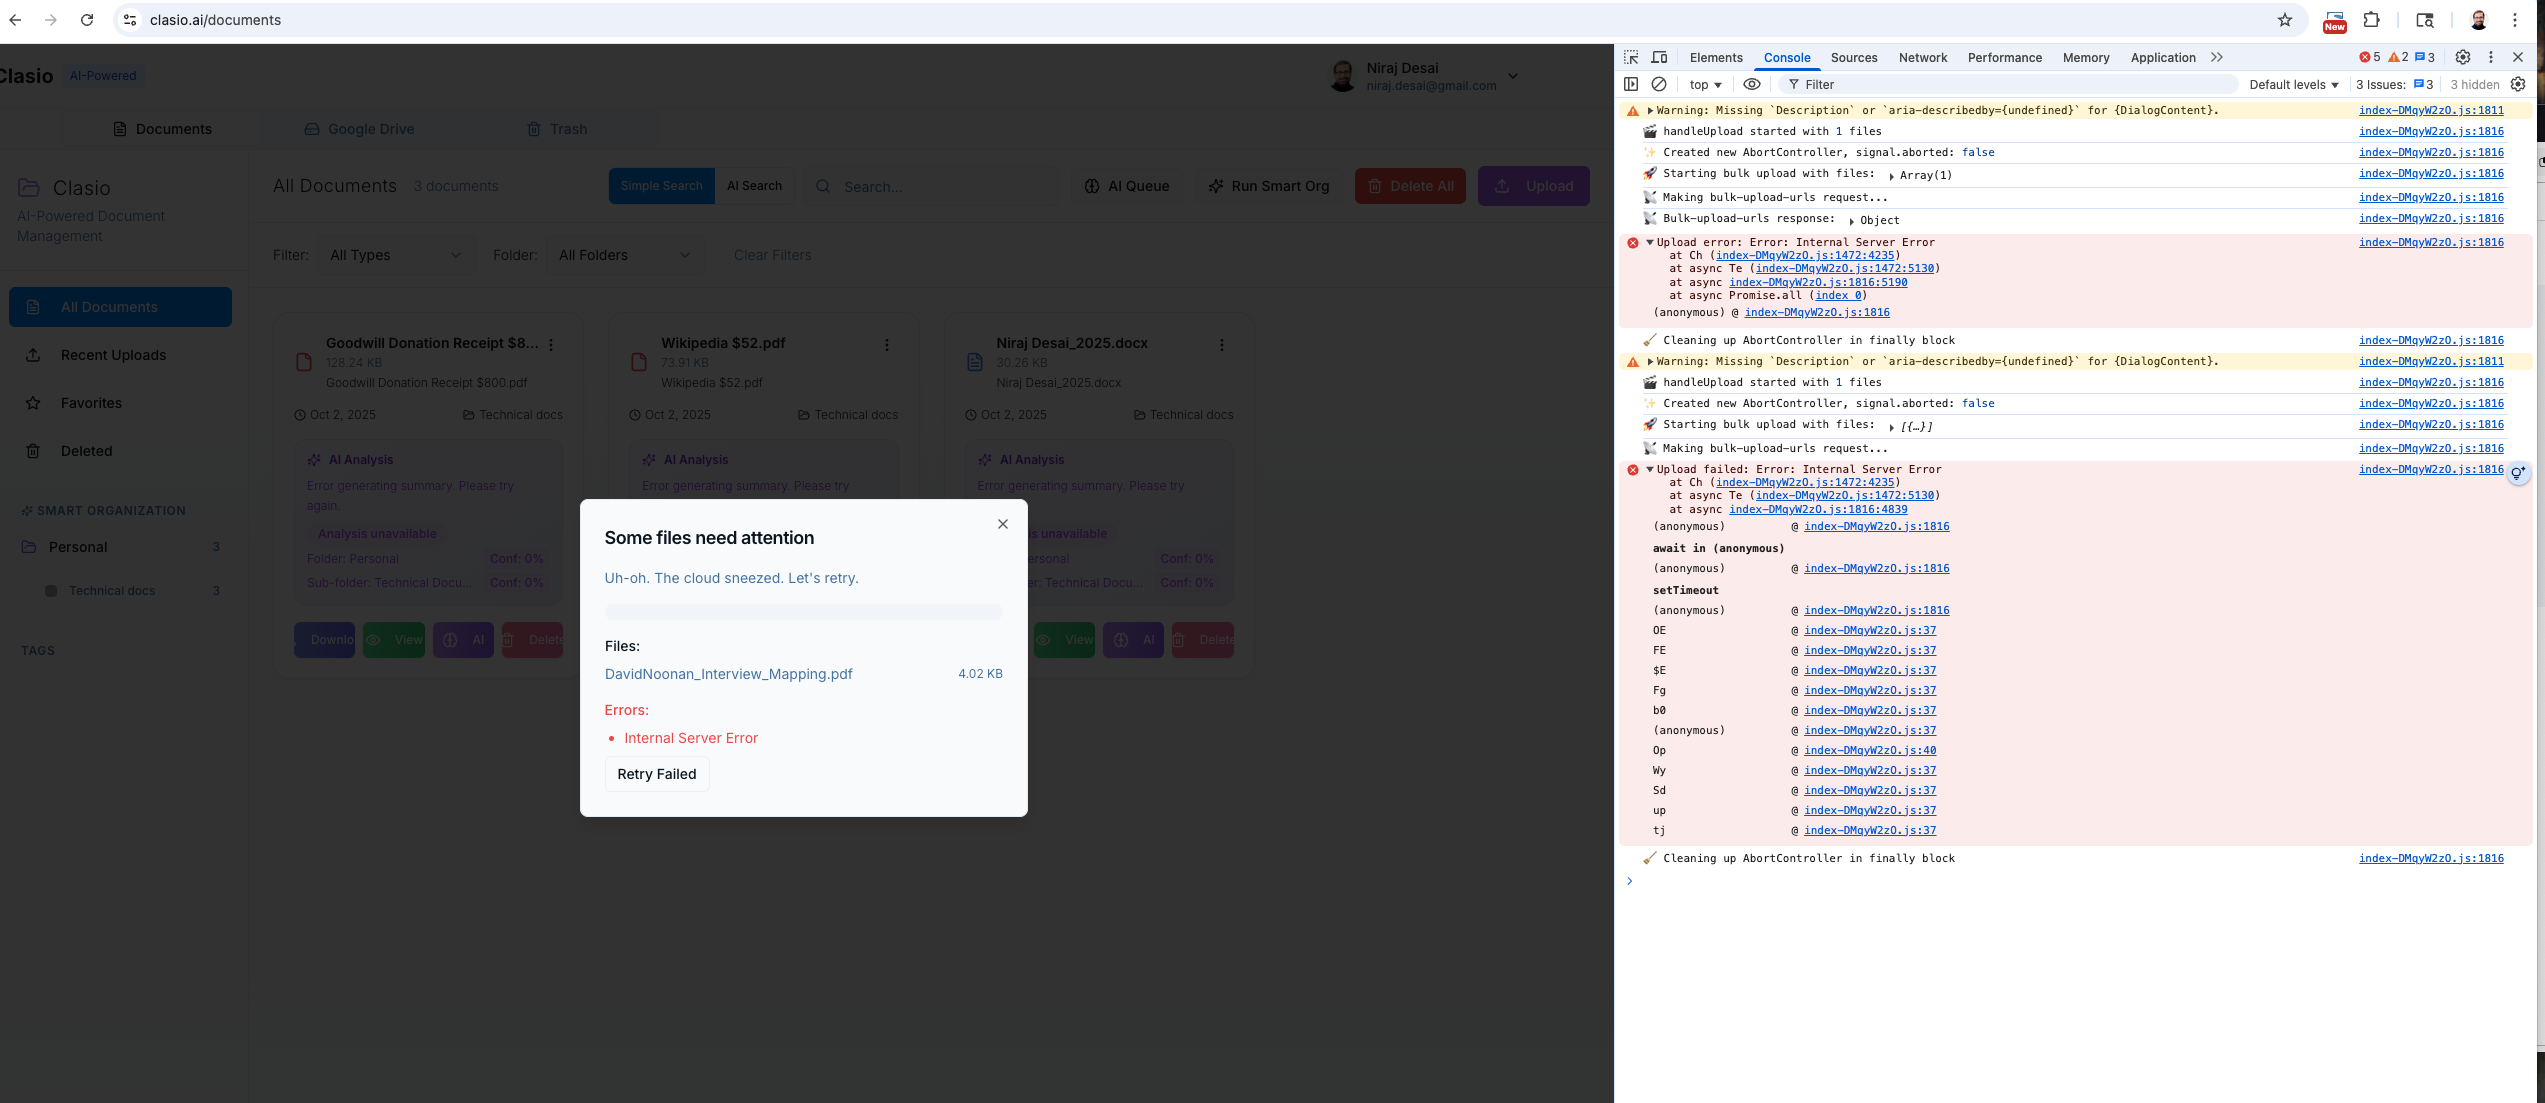 clasio.ai/documents
New
Clasio AI-Powered
Niraj Desai
niraj.desai@gmail.com
Documents
Google Drive
Trash
Clasio
AI-Powered Document
Management
All Documents
Recent Uploads
Favorites
Deleted
SMART ORGANIZATION
Personal 3
Technical docs 3
TAGS
All Documents 3 documents
Simple Search AI Search
Search...
AI Queue
Run Smart Org
Delete All
Upload
Filter: All Types Folder: All Folders Clear Filters
Goodwill Donation Receipt $8...
128.24 KB
Goodwill Donation Receipt $800.pdf
Oct 2, 2025 Technical docs
AI Analysis
Error generating summary. Please try
again.
Analysis unavailable
Folder: Personal Conf: 0%
Sub-folder: Technical Docu... Conf: 0%
Downlo View AI Delete
Wikipedia $52.pdf
73.91 KB
Wikipedia $52.pdf
Oct 2, 2025 Technical docs
AI Analysis
Error generating summary. Please try
Niraj Desai_2025.docx
30.26 KB
Niraj Desai_2025.docx
Oct 2, 2025 Technical docs
AI Analysis
Error generating summary. Please try
is unavailable
ersonal Conf: 0%
r: Technical Docu... Conf: 0%
View AI Delete
Some files need attention
Uh-oh. The cloud sneezed. Let's retry.
Files:
DavidNoonan_Interview_Mapping.pdf 4.02 KB
Errors:
• Internal Server Error
Retry Failed
Elements Console Sources Network Performance Memory Application 5 2 3
top Filter Default levels 3 Issues: 3 3 hidden
Warning: Missing `Description` or `aria-describedby={undefined}` for {DialogContent}. index-DMqyW2zO.js:1811
🎬 handleUpload started with 1 files index-DMqyW2zO.js:1816
✨ Created new AbortController, signal.aborted: false index-DMqyW2zO.js:1816
🚀 Starting bulk upload with files: ▶ Array(1) index-DMqyW2zO.js:1816
📡 Making bulk-upload-urls request... index-DMqyW2zO.js:1816
📡 Bulk-upload-urls response: ▶ Object index-DMqyW2zO.js:1816
Upload error: Error: Internal Server Error index-DMqyW2zO.js:1816
at Ch (index-DMqyW2zO.js:1472:4235)
at async Te (index-DMqyW2zO.js:1472:5130)
at async index-DMqyW2zO.js:1816:5190
at async Promise.all (index 0)
(anonymous) @ index-DMqyW2zO.js:1816
🧹 Cleaning up AbortController in finally block index-DMqyW2zO.js:1816
Warning: Missing `Description` or `aria-describedby={undefined}` for {DialogContent}. index-DMqyW2zO.js:1811
🎬 handleUpload started with 1 files index-DMqyW2zO.js:1816
✨ Created new AbortController, signal.aborted: false index-DMqyW2zO.js:1816
🚀 Starting bulk upload with files: ▶ [{…}] index-DMqyW2zO.js:1816
📡 Making bulk-upload-urls request... index-DMqyW2zO.js:1816
Upload failed: Error: Internal Server Error index-DMqyW2zO.js:1816
at Ch (index-DMqyW2zO.js:1472:4235)
at async Te (index-DMqyW2zO.js:1472:5130)
at async index-DMqyW2zO.js:1816:4839
(anonymous) @ index-DMqyW2zO.js:1816
await in (anonymous)
(anonymous) @ index-DMqyW2zO.js:1816
setTimeout
(anonymous) @ index-DMqyW2zO.js:1816
OE @ index-DMqyW2zO.js:37
FE @ index-DMqyW2zO.js:37
$E @ index-DMqyW2zO.js:37
Fg @ index-DMqyW2zO.js:37
b0 @ index-DMqyW2zO.js:37
(anonymous) @ index-DMqyW2zO.js:37
Op @ index-DMqyW2zO.js:40
Wy @ index-DMqyW2zO.js:37
Sd @ index-DMqyW2zO.js:37
up @ index-DMqyW2zO.js:37
tj @ index-DMqyW2zO.js:37
🧹 Cleaning up AbortController in finally block index-DMqyW2zO.js:1816